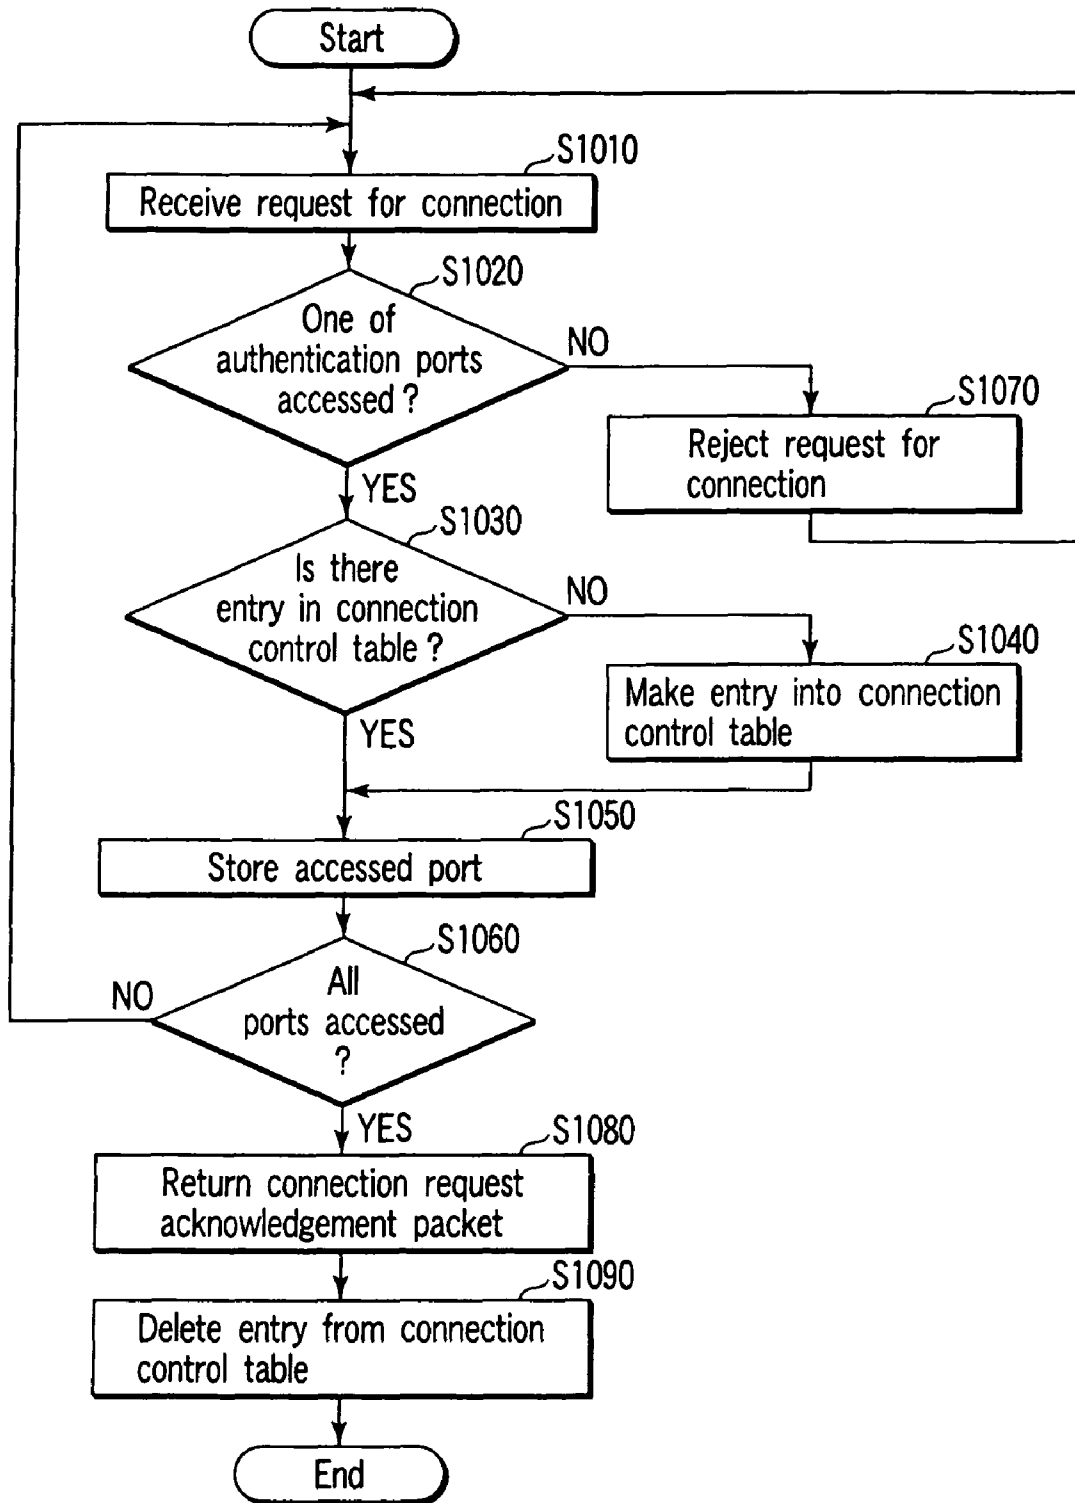 Start
S1010
Receive request for connection
S1020
One of
authentication ports
accessed ?
NO
S1070
Reject request for
connection
YES
S1030
Is there
entry in connection
control table ?
NO
S1040
Make entry into connection
control table
YES
S1050
Store accessed port
S1060
All
ports accessed
?
NO
YES
S1080
Return connection request
acknowledgement packet
S1090
Delete entry from connection
control table
End